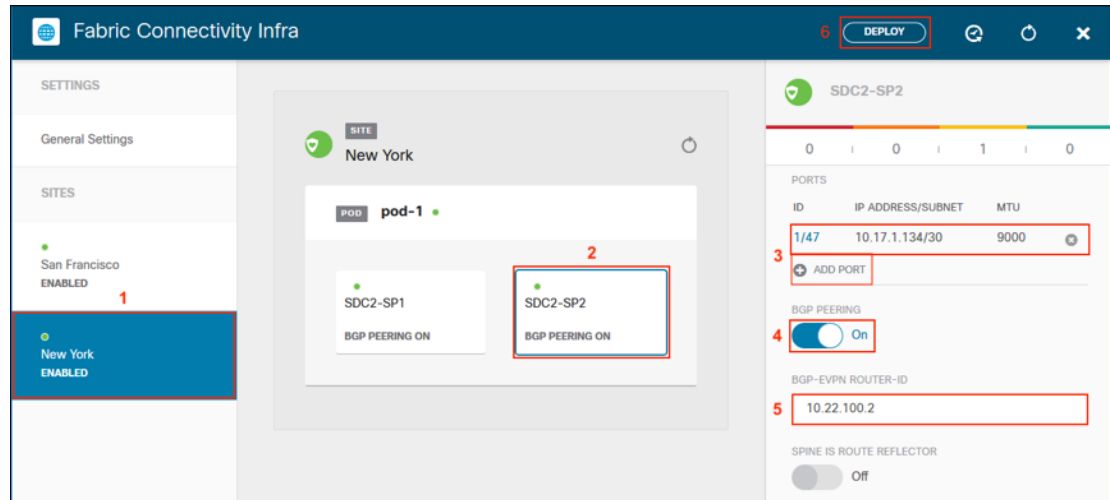 Fabric Connectivity Infra
6 DEPLOY
SETTINGS
General Settings
SITES
San Francisco
ENABLED
1
New York
ENABLED
SITE
New York
POD pod-1
SDC2-SP1
BGP PEERING ON
2
SDC2-SP2
BGP PEERING ON
SDC2-SP2
0 0 1 0
PORTS
ID IP ADDRESS/SUBNET MTU
1/47 10.17.1.134/30 9000
3
ADD PORT
BGP PEERING
4 On
BGP-EVPN ROUTER-ID
5 10.22.100.2
SPINE IS ROUTE REFLECTOR
Off